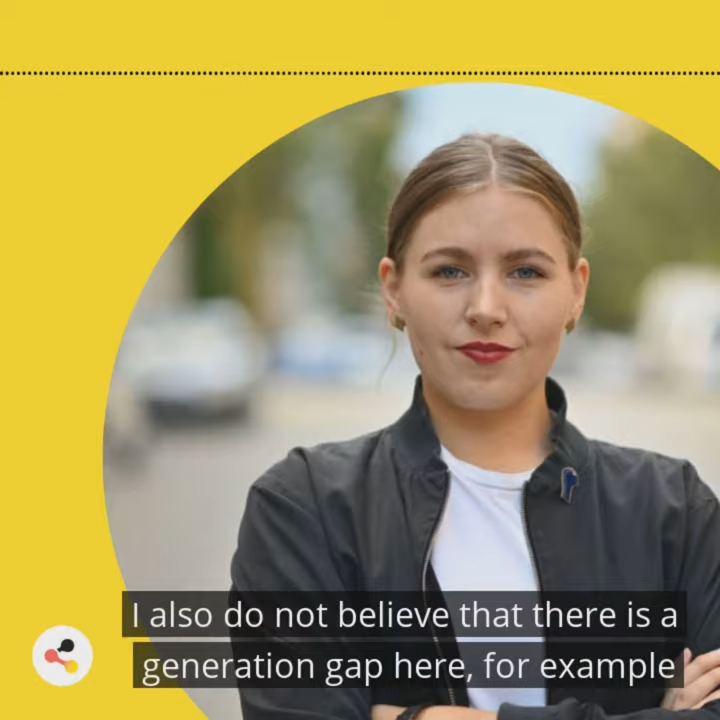 I also do not believe that there is a
generation gap here, for example